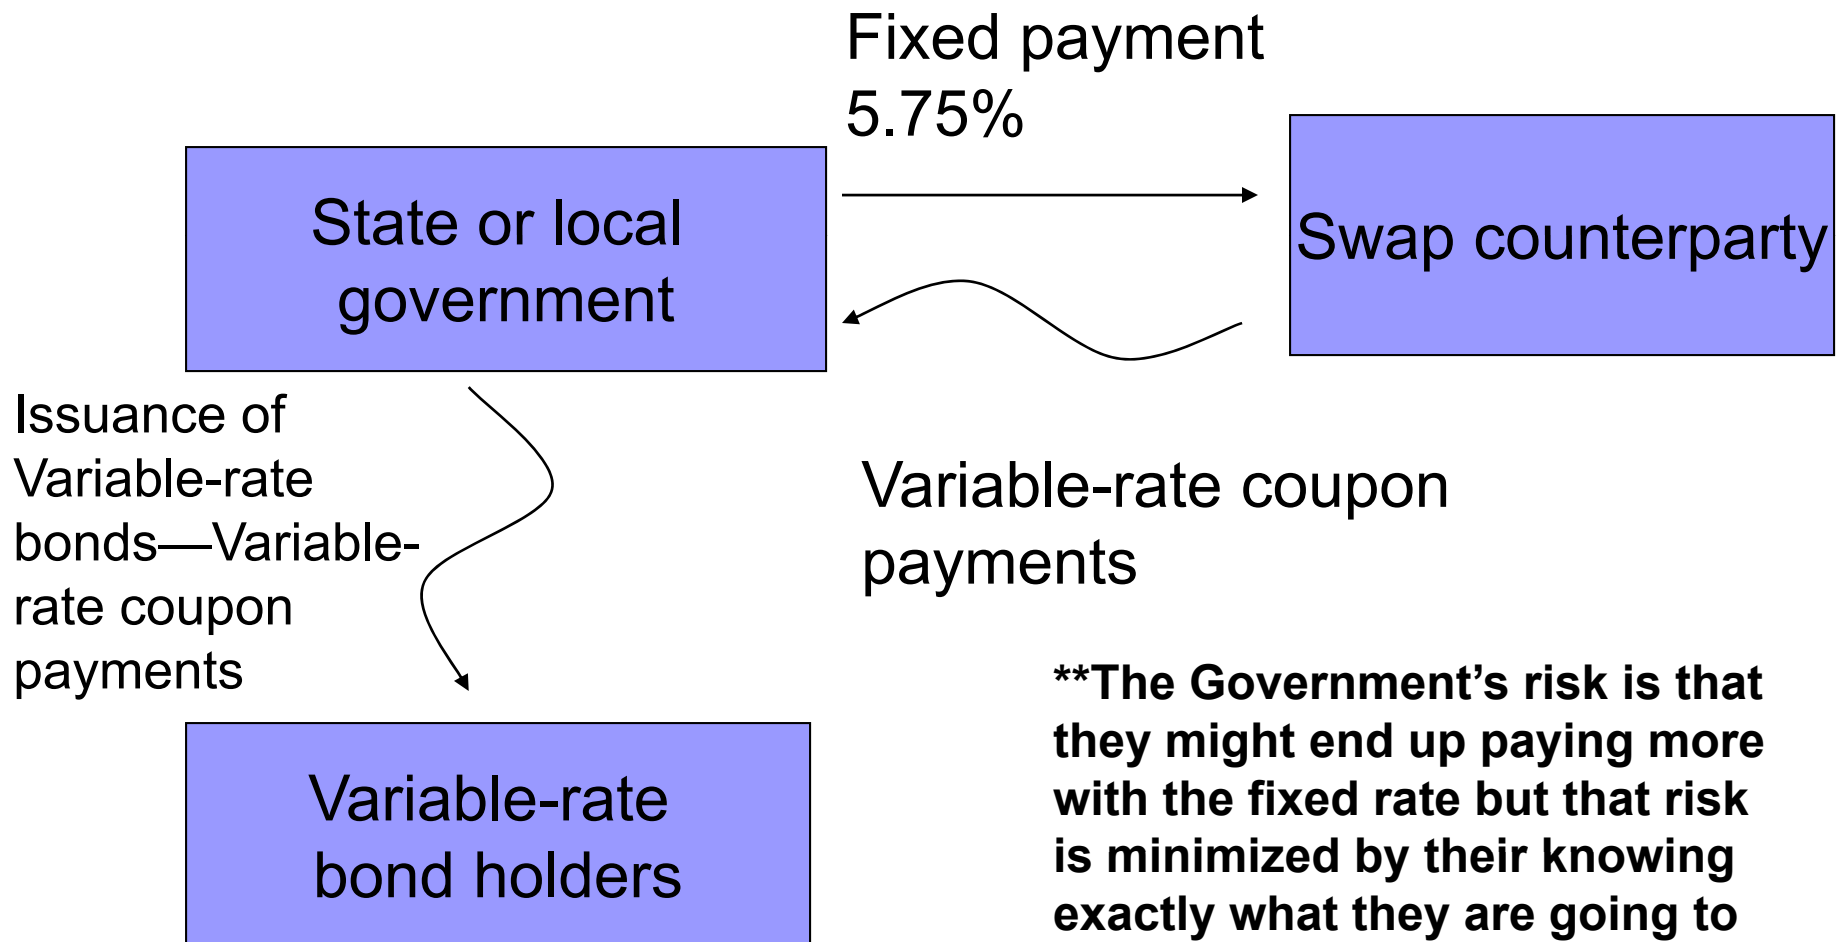 Fixed payment
5.75%
State or local
government
Swap counterparty
Issuance of
Variable-rate
bonds—Variable-
rate coupon
payments
Variable-rate coupon
payments
**The Government’s risk is that
they might end up paying more
with the fixed rate but that risk
is minimized by their knowing
exactly what they are going to
Variable-rate
bond holders